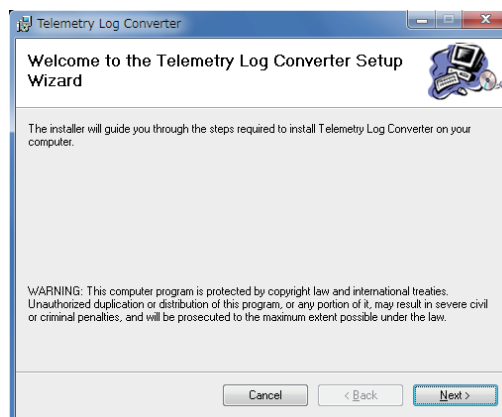 Telemetry Log Converter
Welcome to the Telemetry Log Converter Setup
Wizard
The installer will guide you through the steps required to install Telemetry Log Converter on your
computer.
WARNING: This computer program is protected by copyright law and international treaties.
Unauthorized duplication or distribution of this program, or any portion of it, may result in severe civil
or criminal penalties, and will be prosecuted to the maximum extent possible under the law.
Cancel < Back Next >